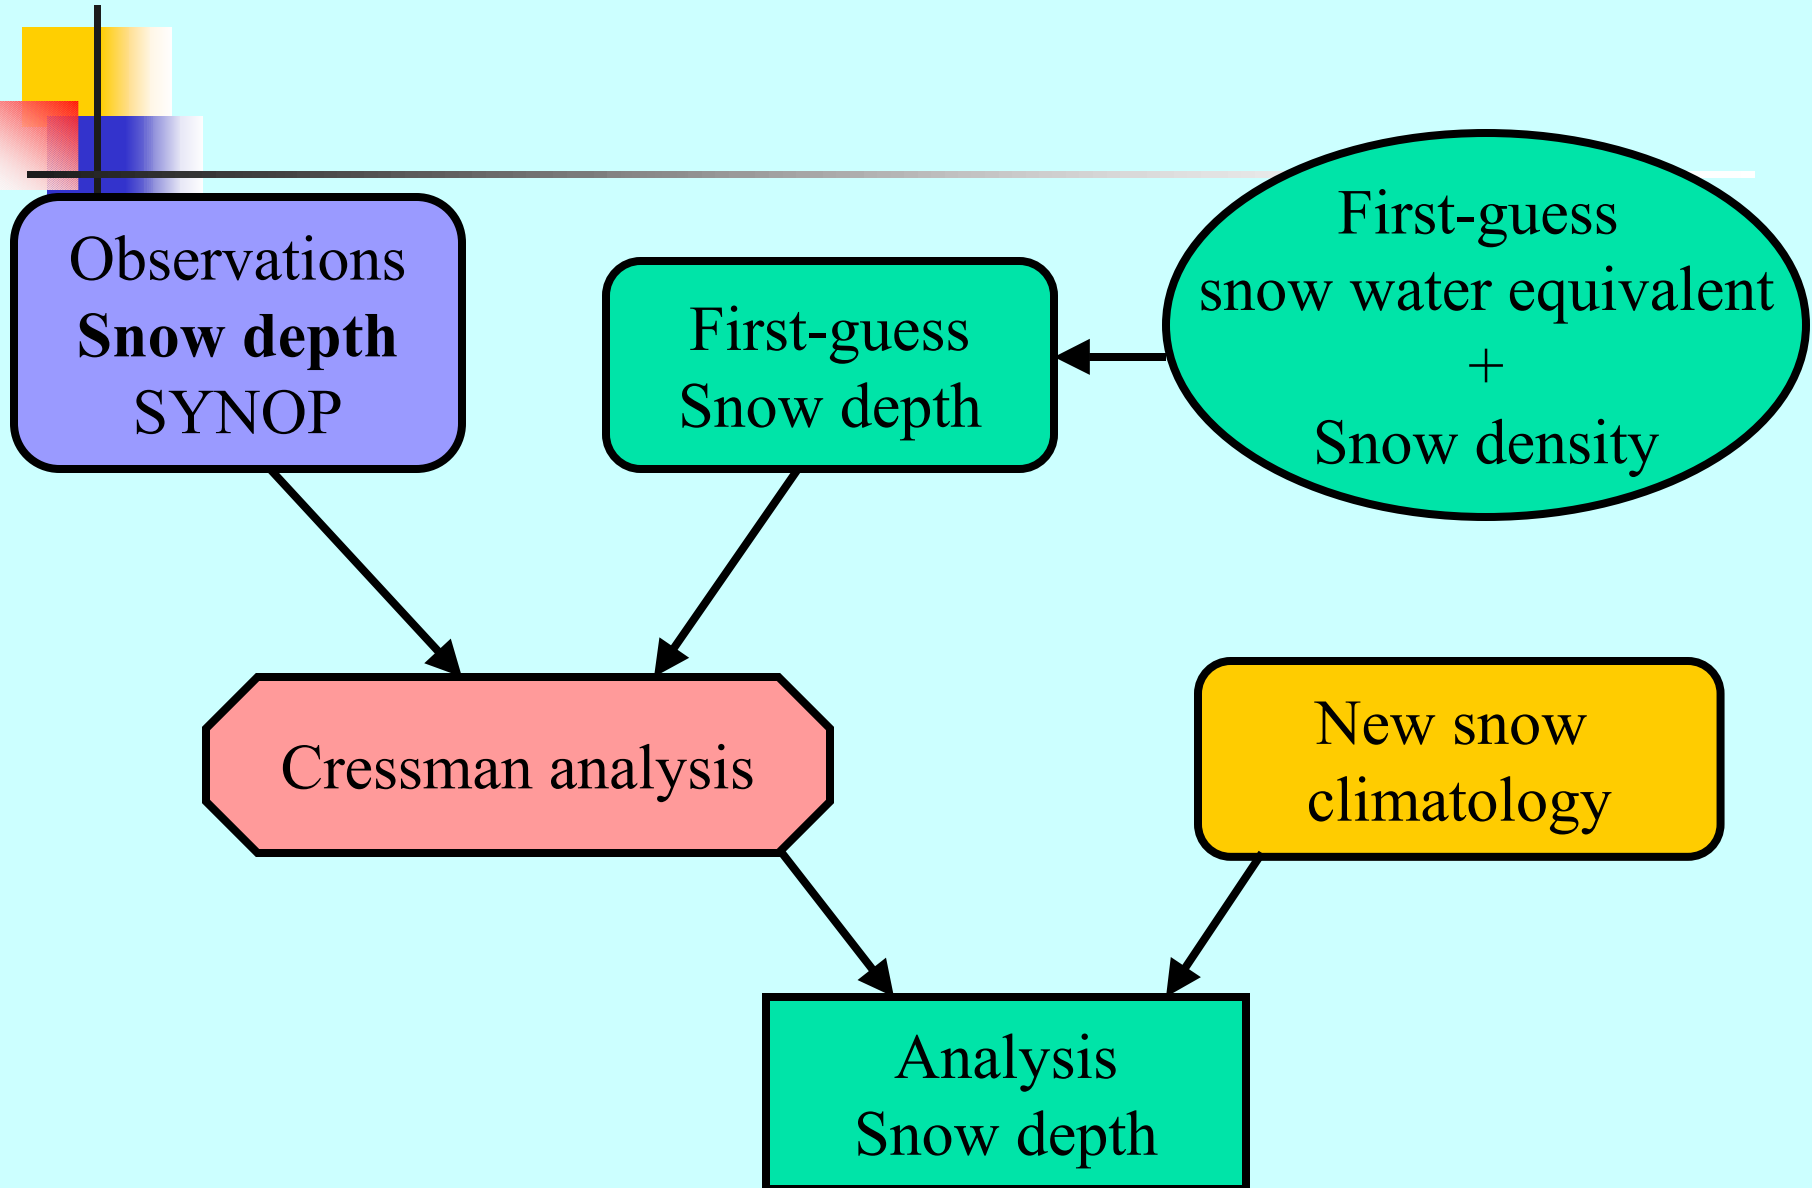 Observations
Snow depth
SYNOP
First-guess
Snow depth
First-guess
snow water equivalent
+
Snow density
Cressman analysis
New snow
climatology
Analysis
Snow depth